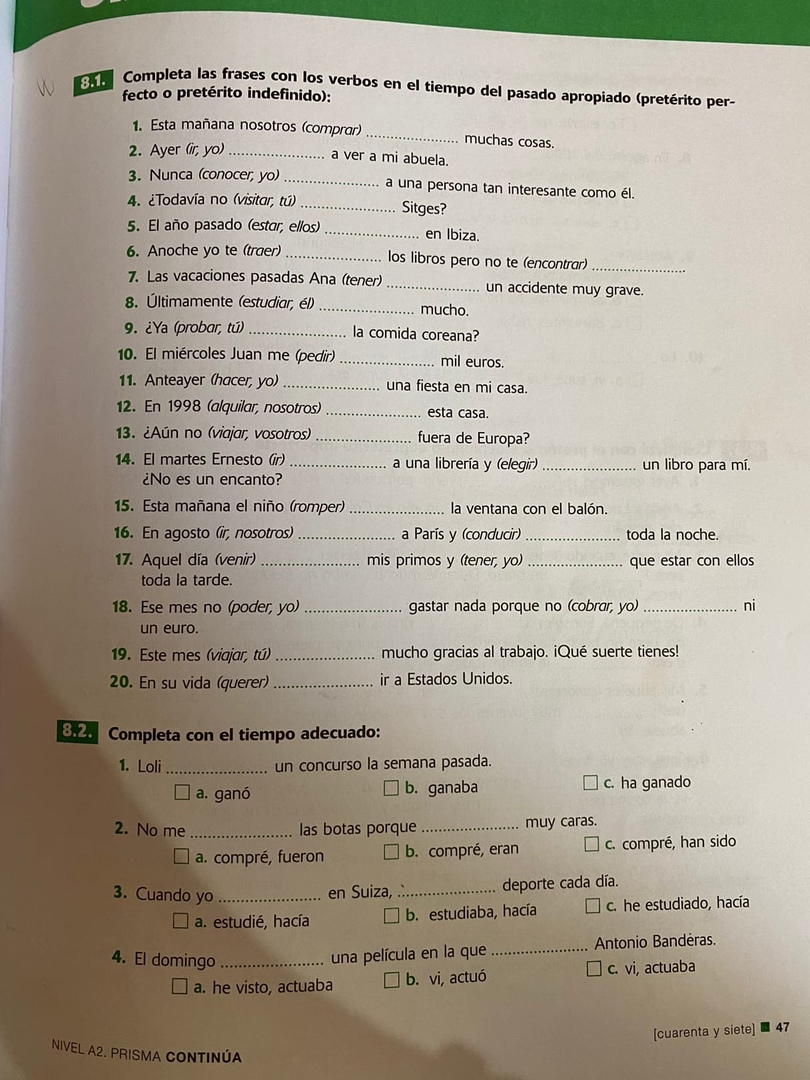 8.1. Completa las frases con los verbos en el tiempo del pasado apropiado (pretérito per-
fecto o pretérito indefinido):
1. Esta mañana nosotros (comprar) ...................... muchas cosas.
2. Ayer (ir, yo) ...................... a ver a mi abuela.
3. Nunca (conocer, yo) ...................... a una persona tan interesante como él.
4. ¿Todavía no (visitar, tú) ...................... Sitges?
5. El año pasado (estar, ellos) ...................... en Ibiza.
6. Anoche yo te (traer) ...................... los libros pero no te (encontrar) ......................
7. Las vacaciones pasadas Ana (tener) ...................... un accidente muy grave.
8. Últimamente (estudiar, él) ...................... mucho.
9. ¿Ya (probar, tú) ...................... la comida coreana?
10. El miércoles Juan me (pedir) ...................... mil euros.
11. Anteayer (hacer, yo) ...................... una fiesta en mi casa.
12. En 1998 (alquilar, nosotros) ...................... esta casa.
13. ¿Aún no (viajar, vosotros) ...................... fuera de Europa?
14. El martes Ernesto (ir) ...................... a una librería y (elegir) ...................... un libro para mí.
¿No es un encanto?
15. Esta mañana el niño (romper) ...................... la ventana con el balón.
16. En agosto (ir, nosotros) ...................... a París y (conducir) ...................... toda la noche.
17. Aquel día (venir) ...................... mis primos y (tener, yo) ...................... que estar con ellos
toda la tarde.
18. Ese mes no (poder, yo) ...................... gastar nada porque no (cobrar, yo) ...................... ni
un euro.
19. Este mes (viajar, tú) ...................... mucho gracias al trabajo. ¡Qué suerte tienes!
20. En su vida (querer) ...................... ir a Estados Unidos.
8.2. Completa con el tiempo adecuado:
1. Loli ...................... un concurso la semana pasada.
a. ganó b. ganaba c. ha ganado
2. No me ...................... las botas porque ...................... muy caras.
a. compré, fueron b. compré, eran c. compré, han sido
3. Cuando yo ...................... en Suiza, ...................... deporte cada día.
a. estudié, hacía b. estudiaba, hacía c. he estudiado, hacía
4. El domingo ...................... una película en la que ...................... Antonio Banderas.
a. he visto, actuaba b. vi, actuó c. vi, actuaba
[cuarenta y siete] 47
NIVEL A2. PRISMA CONTINÚA